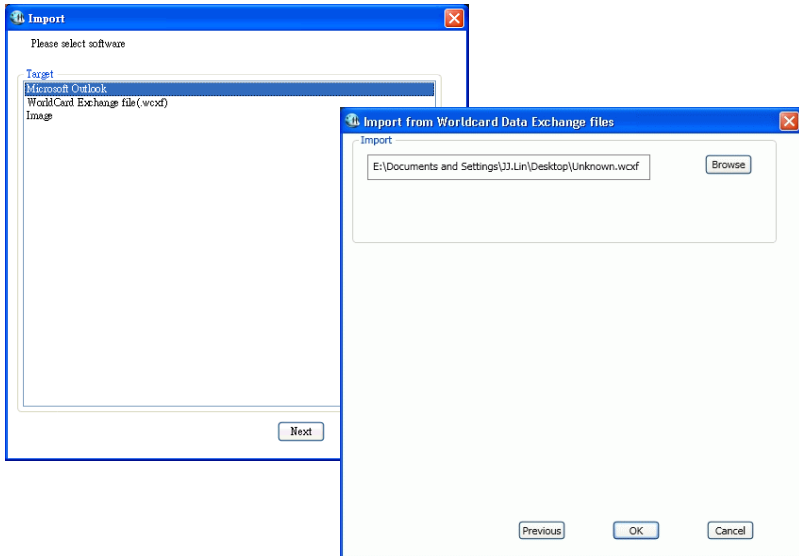 Import
Please select software
Target
Microsoft Outlook
WorldCard Exchange file(.wcxf)
Image
Next
Import from Worldcard Data Exchange files
Import
E:\Documents and Settings\JJ.Lin\Desktop\Unknown.wcxf
Browse
Previous
OK
Cancel